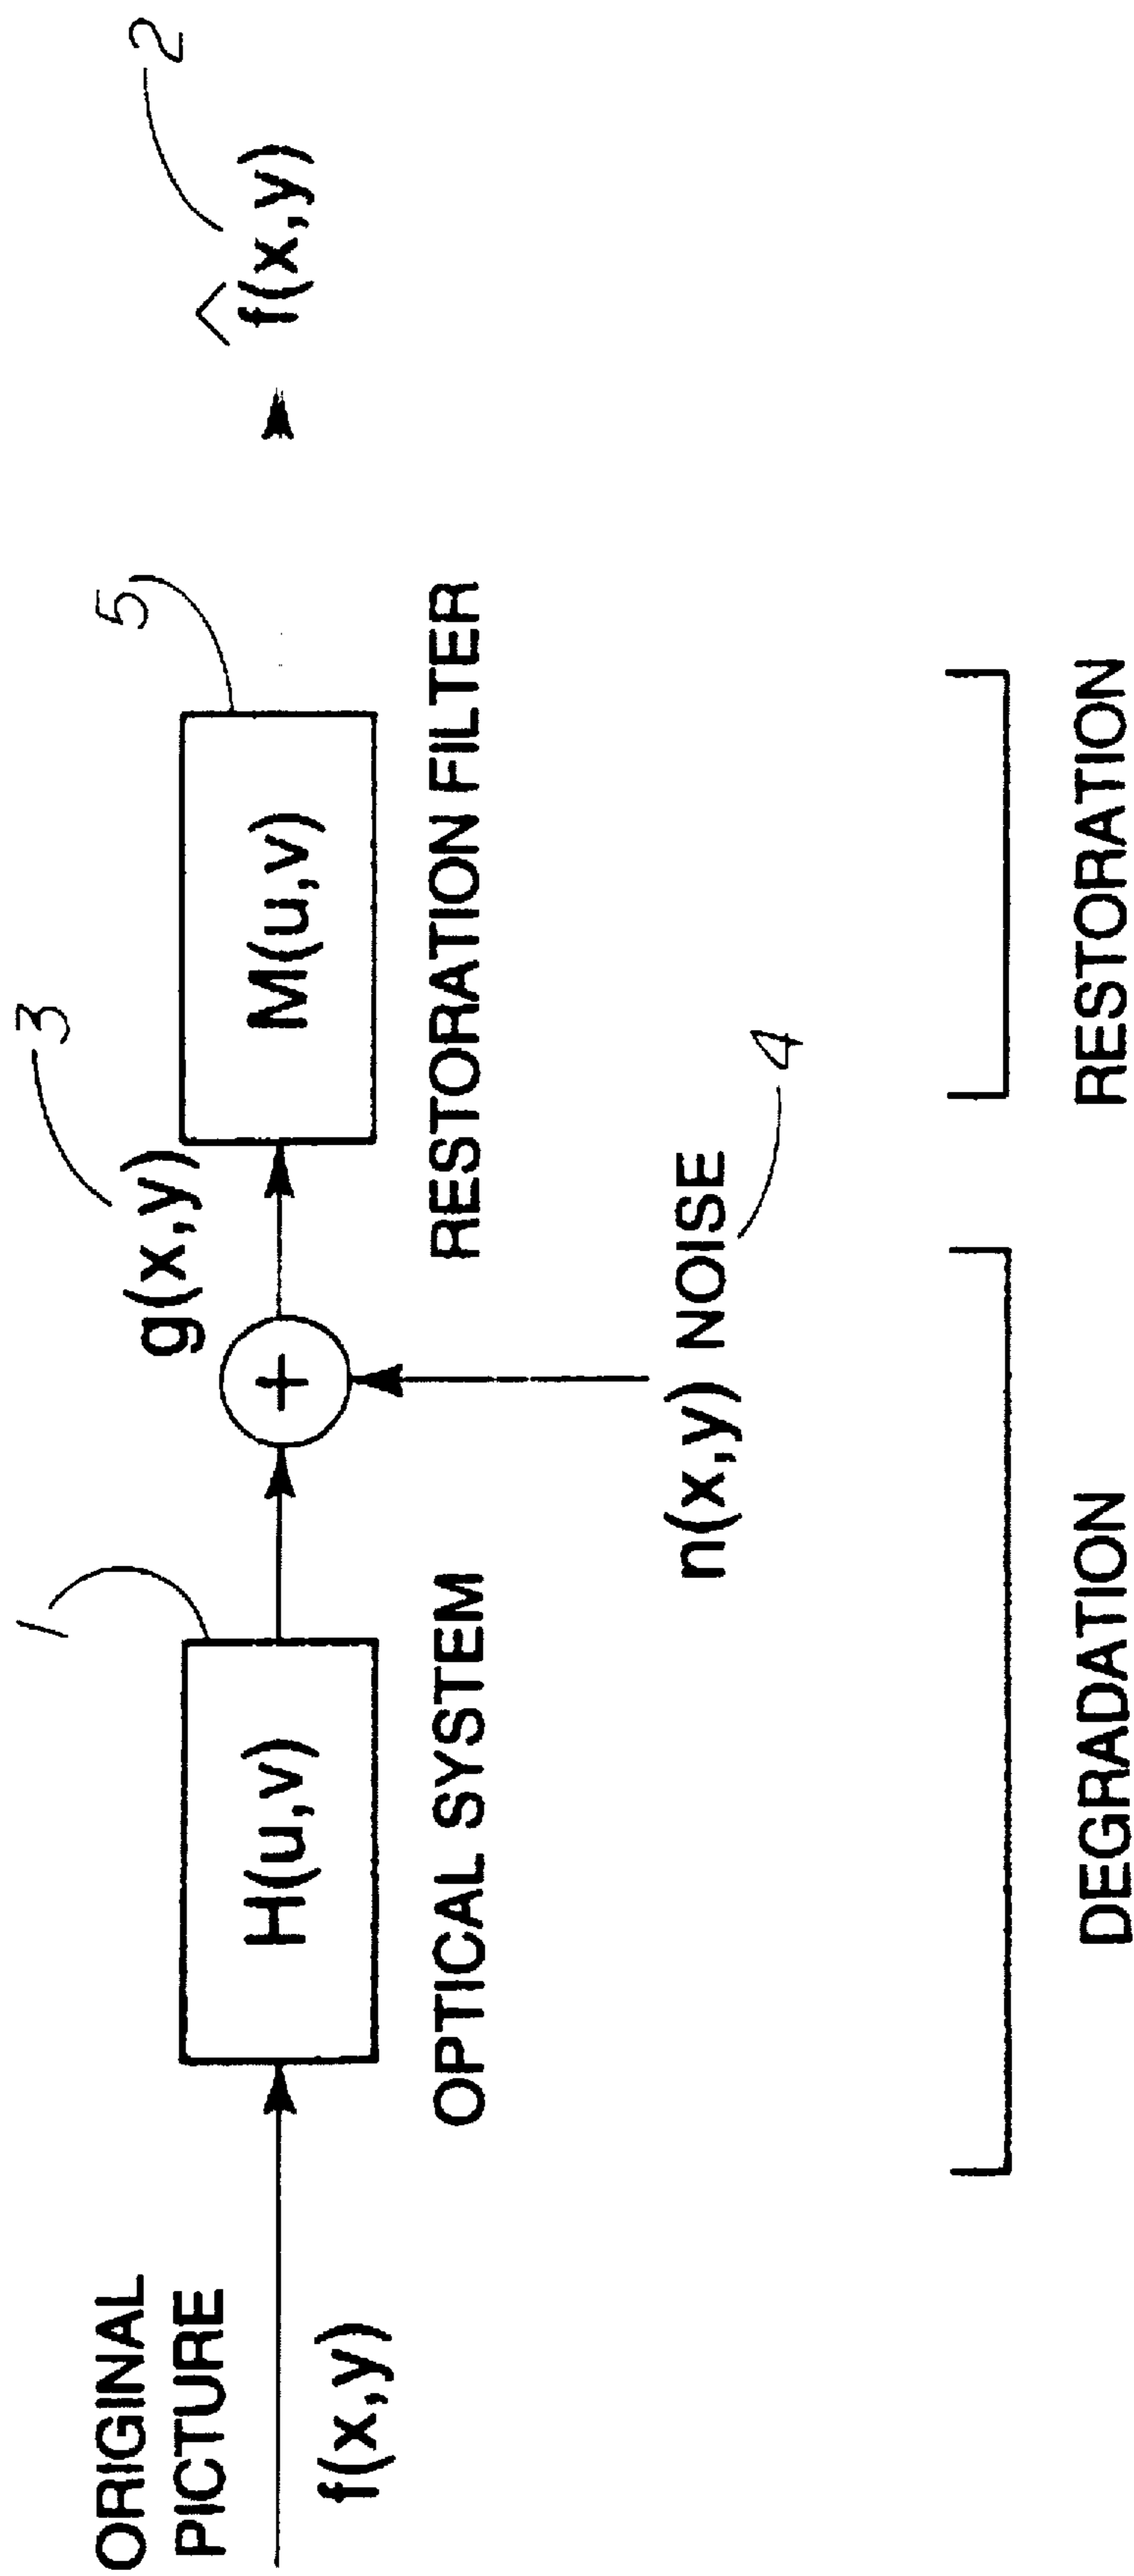 ORIGINAL
PICTURE
f(x,y)
1
H(u,v)
OPTICAL SYSTEM
+
n(x,y) NOISE
4
g(x,y)
3
5
M(u,v)
RESTORATION FILTER
2
f̂(x,y)
DEGRADATION
RESTORATION